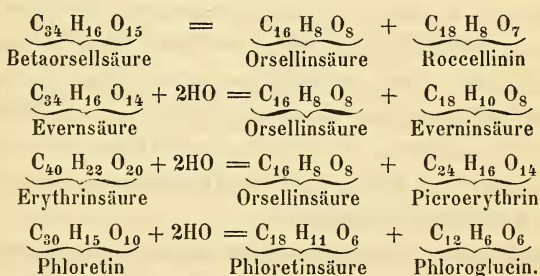 C₃₄ H₁₆ O₁₅ = C₁₆ H₈ O₈ + C₁₈ H₈ O₇
Betaorsellsäure Orsellinsäure Roccellinin
C₃₄ H₁₆ O₁₄ + 2HO = C₁₆ H₈ O₈ + C₁₈ H₁₀ O₈
Evernsäure Orsellinsäure Everninsäure
C₄₀ H₂₂ O₂₀ + 2HO = C₁₆ H₈ O₈ + C₂₄ H₁₆ O₁₄
Erythrinsäure Orsellinsäure Picroerythrin
C₃₀ H₁₅ O₁₀ + 2HO = C₁₈ H₁₁ O₆ + C₁₂ H₆ O₆
Phloretin Phloretinsäure Phloroglucin.